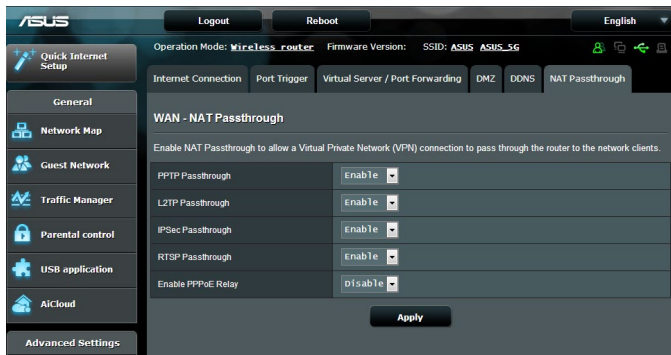 ASUS
Logout
Reboot
English
Quick Internet
Setup
Operation Mode: Wireless router Firmware Version: SSID: ASUS ASUS_5G
Internet Connection
Port Trigger
Virtual Server / Port Forwarding
DMZ
DDNS
NAT Passthrough
General
Network Map
Guest Network
Traffic Manager
Parental control
USB application
AiCloud
Advanced Settings
WAN - NAT Passthrough
Enable NAT Passthrough to allow a Virtual Private Network (VPN) connection to pass through the router to the network clients.
PPTP Passthrough Enable
L2TP Passthrough Enable
IPSec Passthrough Enable
RTSP Passthrough Enable
Enable PPPoE Relay Disable
Apply